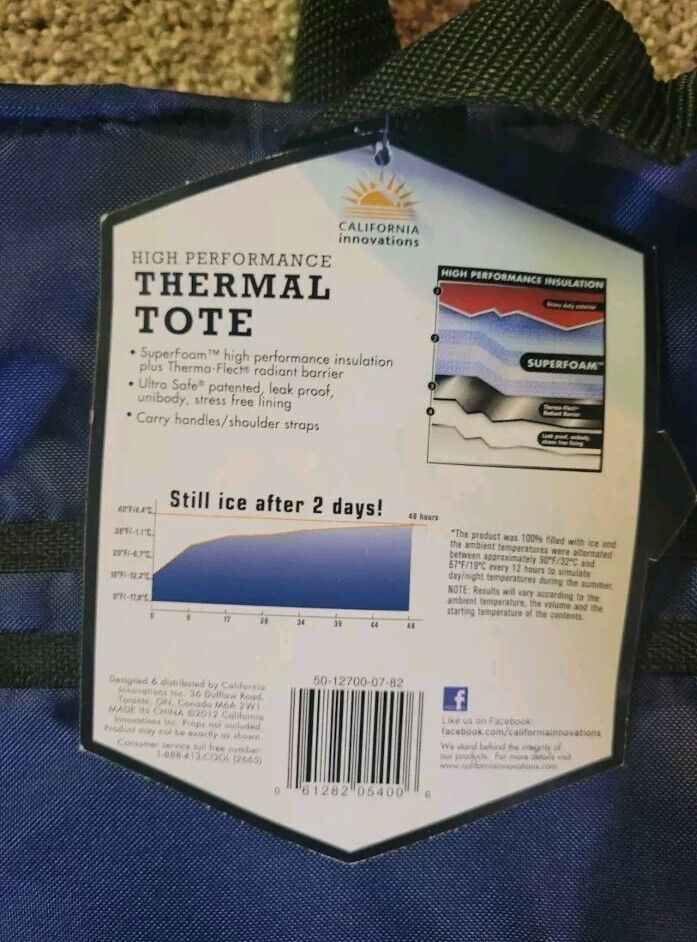 CALIFORNIA
innovations
HIGH PERFORMANCE
THERMAL
TOTE
• SuperFoam™ high performance insulation
plus Therma-Flect® radiant barrier
• Ultra Safe® patented, leak proof,
unibody, stress free lining
• Carry handles/shoulder straps
HIGH PERFORMANCE INSULATION
1
Heavy duty exterior
2
SUPERFOAM™
3
Therma-Flect®
Radiant Barrier
4
Leak proof, unibody,
stress free lining
Still ice after 2 days!
48 hours
40°F/4.4°C
30°F/-1.1°C
20°F/-6.7°C
10°F/-12.2°C
0°F/-17.8°C
0 17 28 34 39 44 48
*The product was 100% filled with ice and
the ambient temperatures were alternated
between approximately 90°F/32°C and
67°F/19°C every 12 hours to simulate
day/night temperatures during the summer.
NOTE: Results will vary according to the
ambient temperature, the volume and the
starting temperature of the contents.
Designed & distributed by California
Innovations Inc. 36 Dufflaw Road,
Toronto, ON, Canada M6A 2W1
MADE IN CHINA ©2012 California
Innovations Inc. Props not included.
Product may not be exactly as shown.
Consumer service toll free number:
1-888-413-COOL (2665)
50-12700-07-82
0 61282 05400 6
f
Like us on Facebook:
facebook.com/californiainnovations
We stand behind the integrity of
our products. For more details visit
www.californiainnovations.com